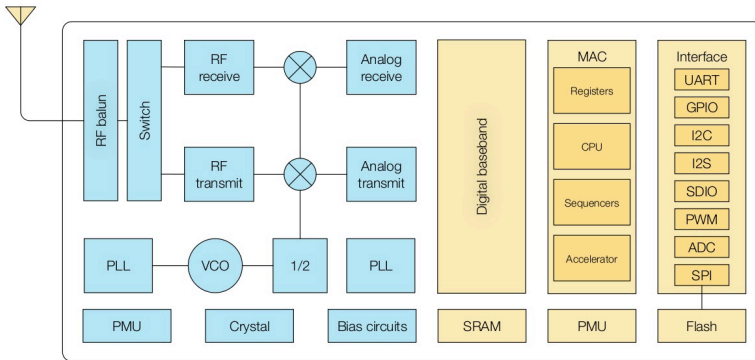 RF balun
Switch
RF
receive
Analog
receive
RF
transmit
Analog
transmit
PLL
VCO
1/2
PLL
PMU
Crystal
Bias circuits
Digital baseband
SRAM
MAC
Registers
CPU
Sequencers
Accelerator
PMU
Interface
UART
GPIO
I2C
I2S
SDIO
PWM
ADC
SPI
Flash